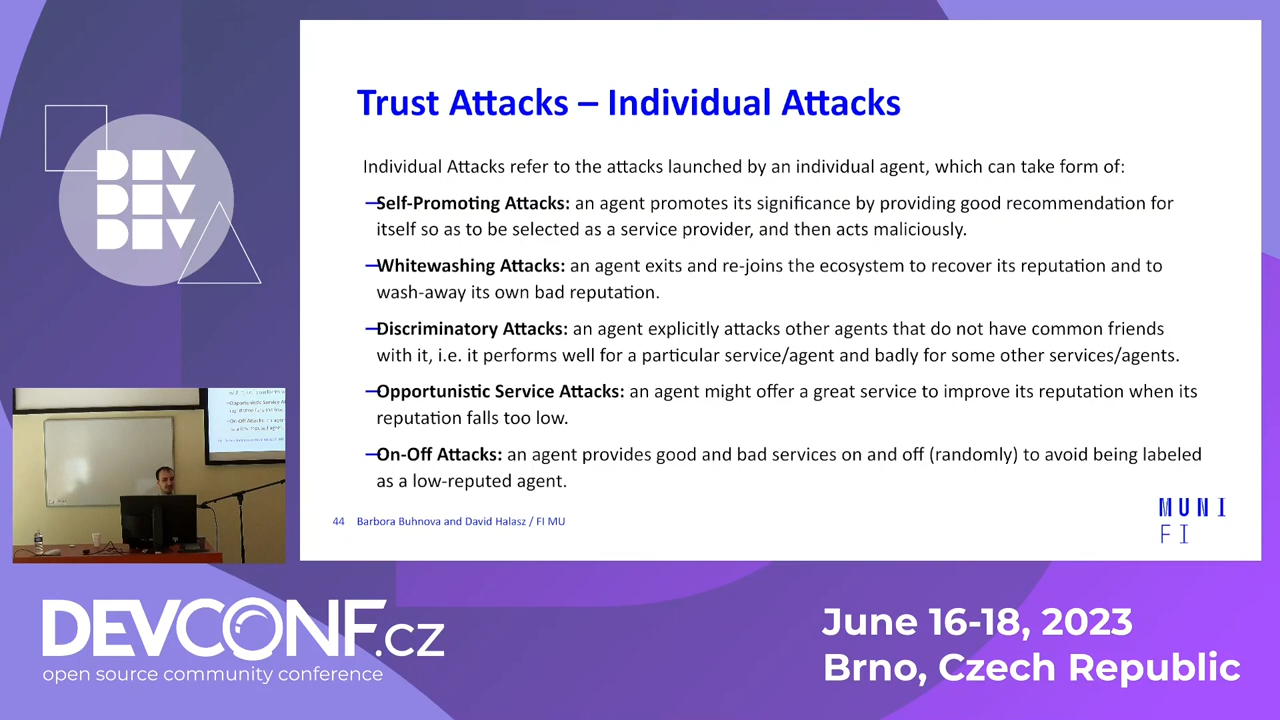 DEV
DEV
DEV
Trust Attacks – Individual Attacks
Individual Attacks refer to the attacks launched by an individual agent, which can take form of:
—Self-Promoting Attacks: an agent promotes its significance by providing good recommendation for
itself so as to be selected as a service provider, and then acts maliciously.
—Whitewashing Attacks: an agent exits and re-joins the ecosystem to recover its reputation and to
wash-away its own bad reputation.
—Discriminatory Attacks: an agent explicitly attacks other agents that do not have common friends
with it, i.e. it performs well for a particular service/agent and badly for some other services/agents.
—Opportunistic Service Attacks: an agent might offer a great service to improve its reputation when its
reputation falls too low.
—On-Off Attacks: an agent provides good and bad services on and off (randomly) to avoid being labeled
as a low-reputed agent.
44 Barbora Buhnova and David Halasz / FI MU
MUNI
FI
DEVCONF.cz
open source community conference
June 16-18, 2023
Brno, Czech Republic